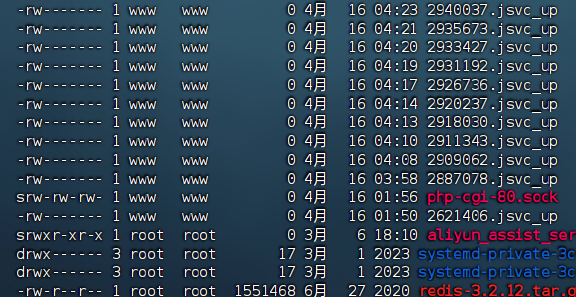 -rw------- 1 www www 0 4月 16 04:23 2940037.jsvc_up
-rw------- 1 www www 0 4月 16 04:21 2935673.jsvc_up
-rw------- 1 www www 0 4月 16 04:20 2933427.jsvc_up
-rw------- 1 www www 0 4月 16 04:19 2931192.jsvc_up
-rw------- 1 www www 0 4月 16 04:17 2926736.jsvc_up
-rw------- 1 www www 0 4月 16 04:14 2920237.jsvc_up
-rw------- 1 www www 0 4月 16 04:13 2918030.jsvc_up
-rw------- 1 www www 0 4月 16 04:10 2911343.jsvc_up
-rw------- 1 www www 0 4月 16 04:08 2909062.jsvc_up
-rw------- 1 www www 0 4月 16 03:58 2887078.jsvc_up
srw-rw-rw- 1 www www 0 4月 16 01:56 php-cgi-80.sock
-rw------- 1 www www 0 4月 16 01:50 2621406.jsvc_up
srwxr-xr-x 1 root root 0 3月 6 18:10 aliyun_assist_ser
drwx------ 3 root root 17 3月 1 2023 systemd-private-3c
drwx------ 3 root root 17 3月 1 2023 systemd-private-3c
-rw-r--r-- 1 root root 1551468 6月 27 2020 redis-3.2.12.tar.g